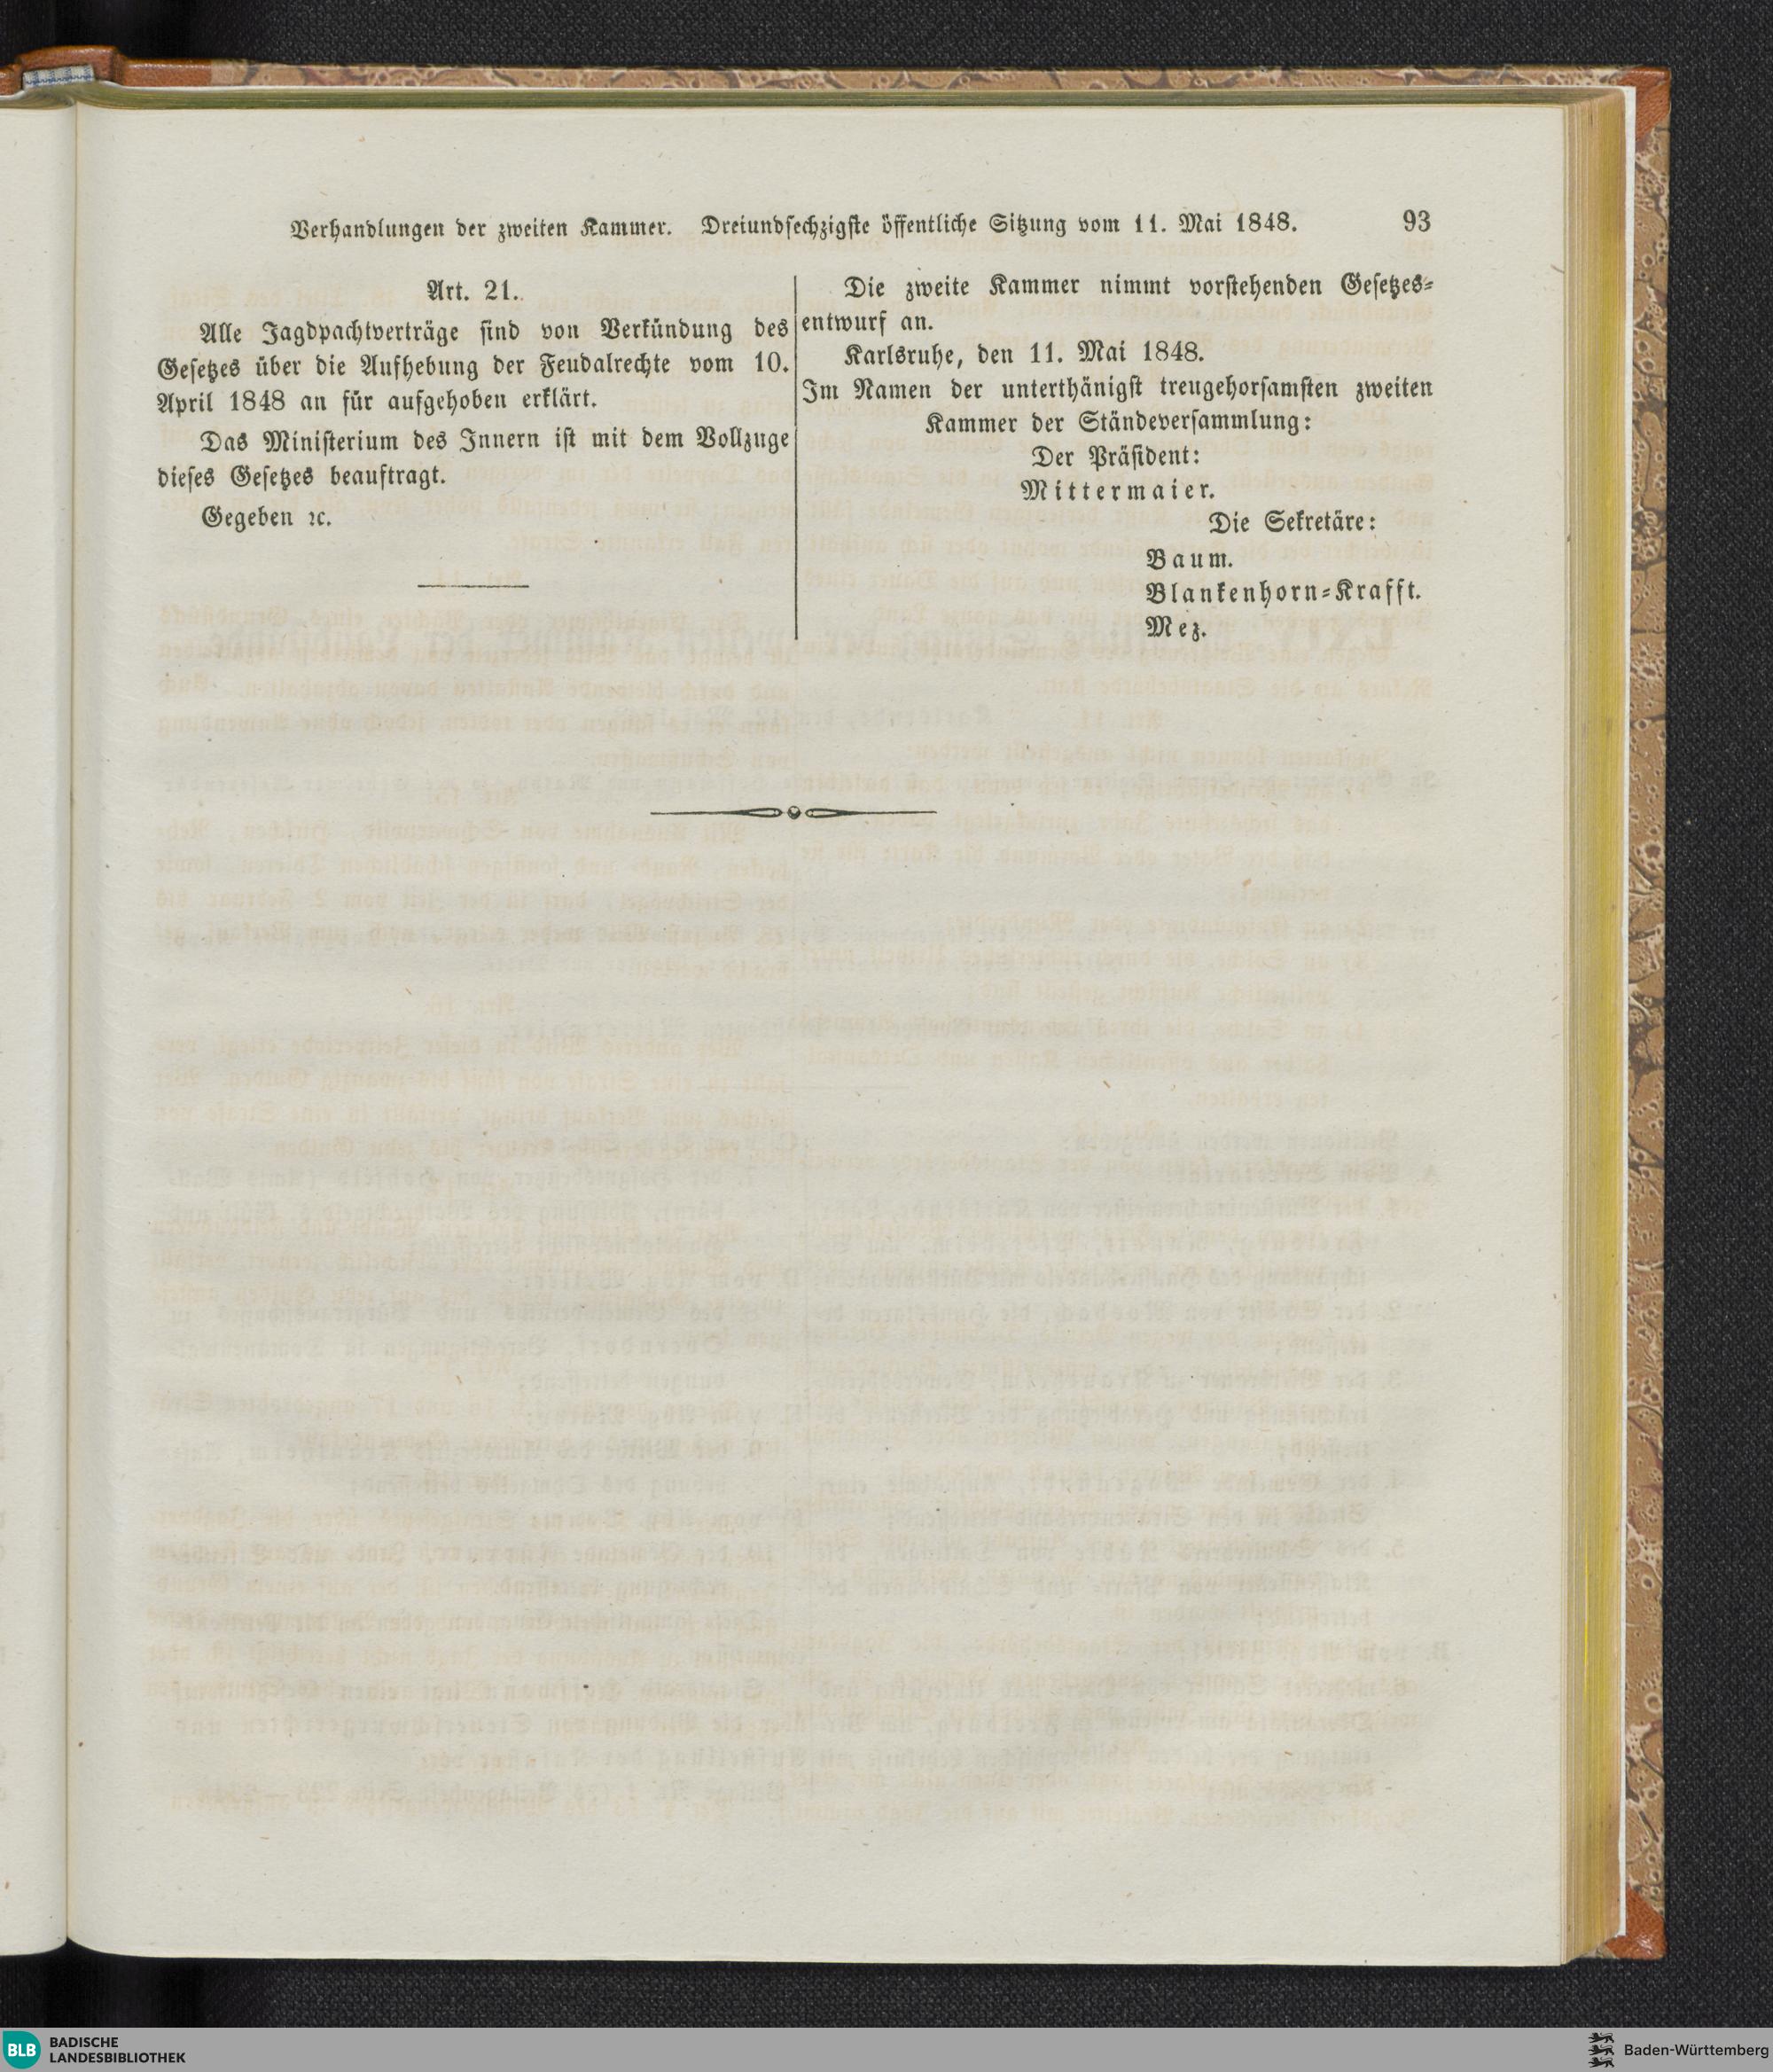 Verhandlungen der zweiten Kammer. Dreiundsechzigste öffentliche Sitzung vom 11. Mai 1848. 93
Art. 21.
Alle Jagdpachtverträge sind von Verkündung des
Gesetzes über die Aufhebung der Feudalrechte vom 10.
April 1848 an für aufgehoben erklärt.
Das Ministerium des Innern ist mit dem Vollzuge
dieses Gesetzes beauftragt.
Gegeben ꝛc.
Die zweite Kammer nimmt vorstehenden Gesetzes-
entwurf an.
Karlsruhe, den 11. Mai 1848.
Im Namen der unterthänigst treugehorsamsten zweiten
Kammer der Ständeversammlung:
Der Präsident:
Mittermaier.
Die Sekretäre:
Baum.
Blankenhorn-Krafft.
Mez.
BLB BADISCHE
LANDESBIBLIOTHEK
Baden-Württemberg